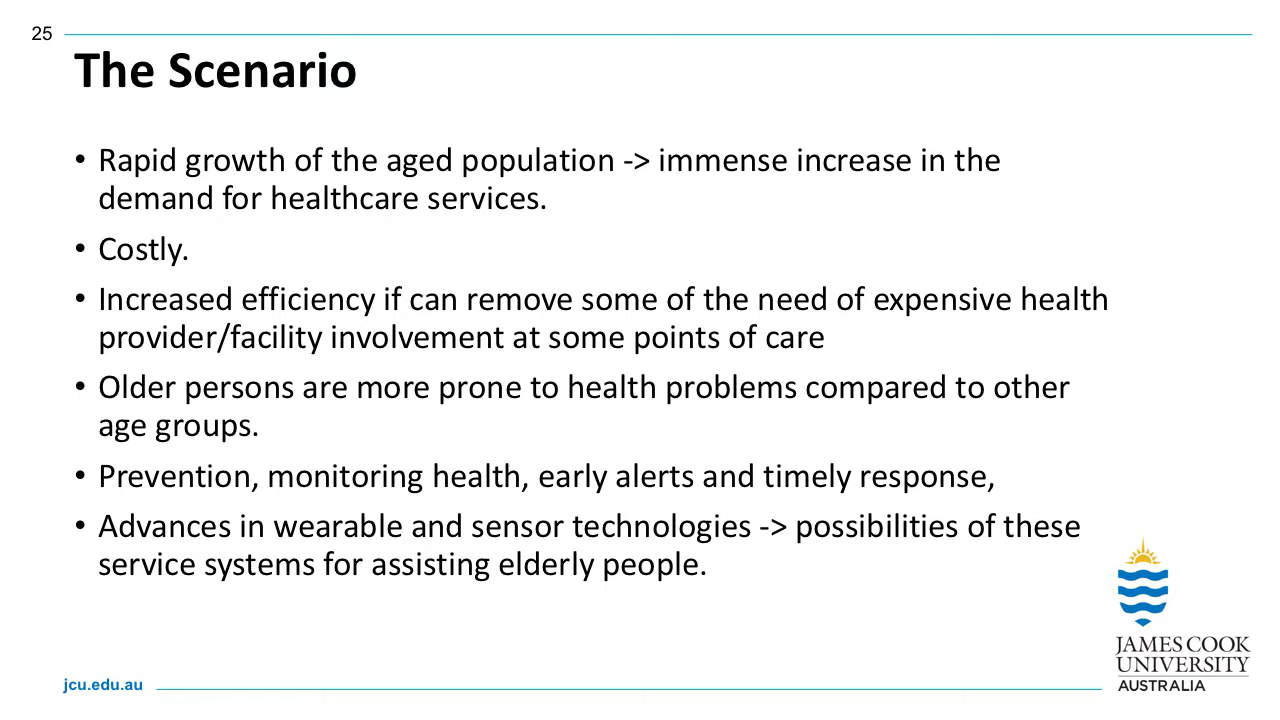 25
The Scenario
• Rapid growth of the aged population -> immense increase in the
demand for healthcare services.
• Costly.
• Increased efficiency if can remove some of the need of expensive health
provider/facility involvement at some points of care
• Older persons are more prone to health problems compared to other
age groups.
• Prevention, monitoring health, early alerts and timely response,
• Advances in wearable and sensor technologies -> possibilities of these
service systems for assisting elderly people.
JAMES COOK
UNIVERSITY
AUSTRALIA
jcu.edu.au